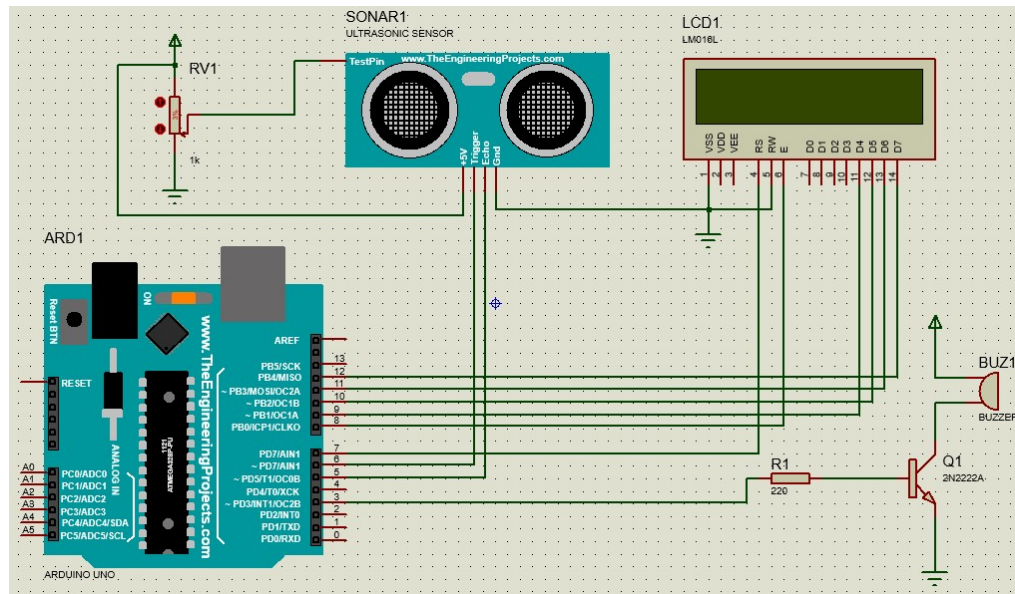 SONAR1
ULTRASONIC SENSOR
TestPin
www.TheEngineeringProjects.com
+5V
Trigger
Echo
Gnd
RV1
1k
LCD1
LM016L
VSS
VDD
VEE
RS
RW
E
D0
D1
D2
D3
D4
D5
D6
D7
1
2
3
4
5
6
7
8
9
10
11
12
13
14
ARD1
Reset BTN
ON
www.TheEngineeringProjects.com
ANALOG IN
1121
ATMEGA328P-PU
RESET
A0
A1
A2
A3
A4
A5
PC0/ADC0
PC1/ADC1
PC2/ADC2
PC3/ADC3
PC4/ADC4/SDA
PC5/ADC5/SCL
AREF
PB5/SCK 13
PB4/MISO 12
~ PB3/MOSI/OC2A 11
~ PB2/OC1B 10
~ PB1/OC1A 9
PB0/ICP1/CLKO 8
PD7/AIN1 7
~ PD7/AIN1 6
~ PD5/T1/OC0B 5
PD4/T0/XCK 4
~ PD3/INT1/OC2B 3
PD2/INT0 2
PD1/TXD 1
PD0/RXD 0
ARDUINO UNO
R1
220
Q1
2N2222A
BUZ1
BUZZER